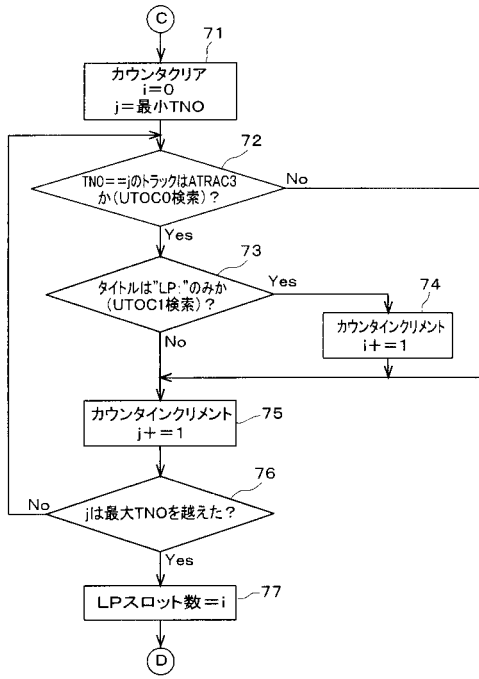 C
71
カウンタクリア
i=0
j=最小TNO
72
TNO==jのトラックはATRAC3
か(UTOC0検索)?
No
Yes
73
タイトルは"LP:"のみか
(UTOC1検索)?
Yes
No
74
カウンタインクリメント
i+=1
カウンタインクリメント
j+=1
75
76
jは最大TNOを越えた?
No
Yes
LPスロット数=i
77
D